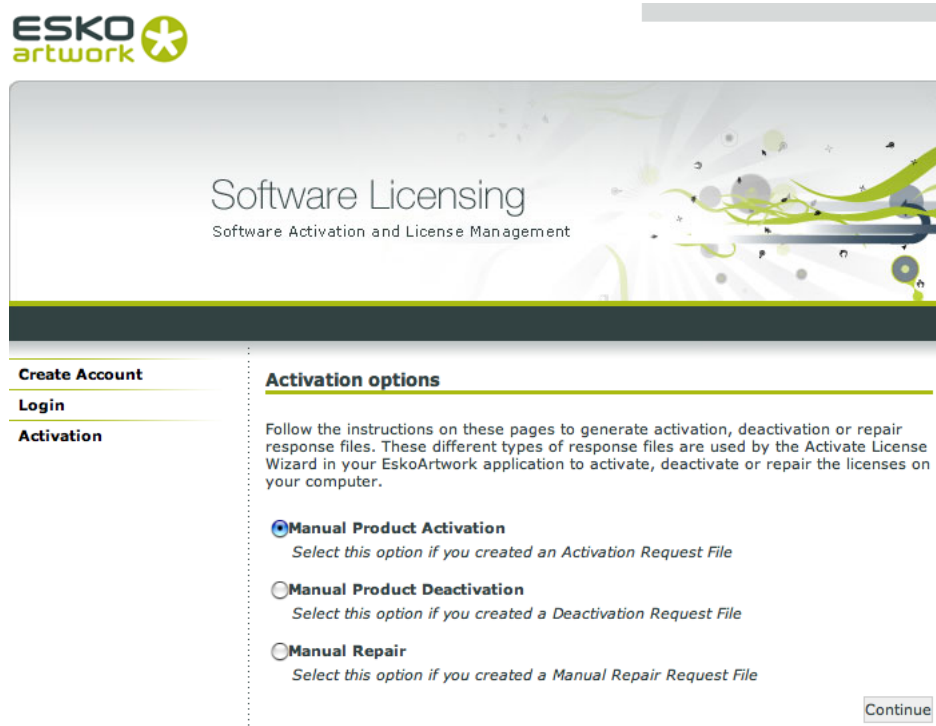 ESKO
artwork
Software Licensing
Software Activation and License Management
Create Account
Login
Activation
Activation options
Follow the instructions on these pages to generate activation, deactivation or repair
response files. These different types of response files are used by the Activate License
Wizard in your EskoArtwork application to activate, deactivate or repair the licenses on
your computer.
Manual Product Activation
Select this option if you created an Activation Request File
Manual Product Deactivation
Select this option if you created a Deactivation Request File
Manual Repair
Select this option if you created a Manual Repair Request File
Continue